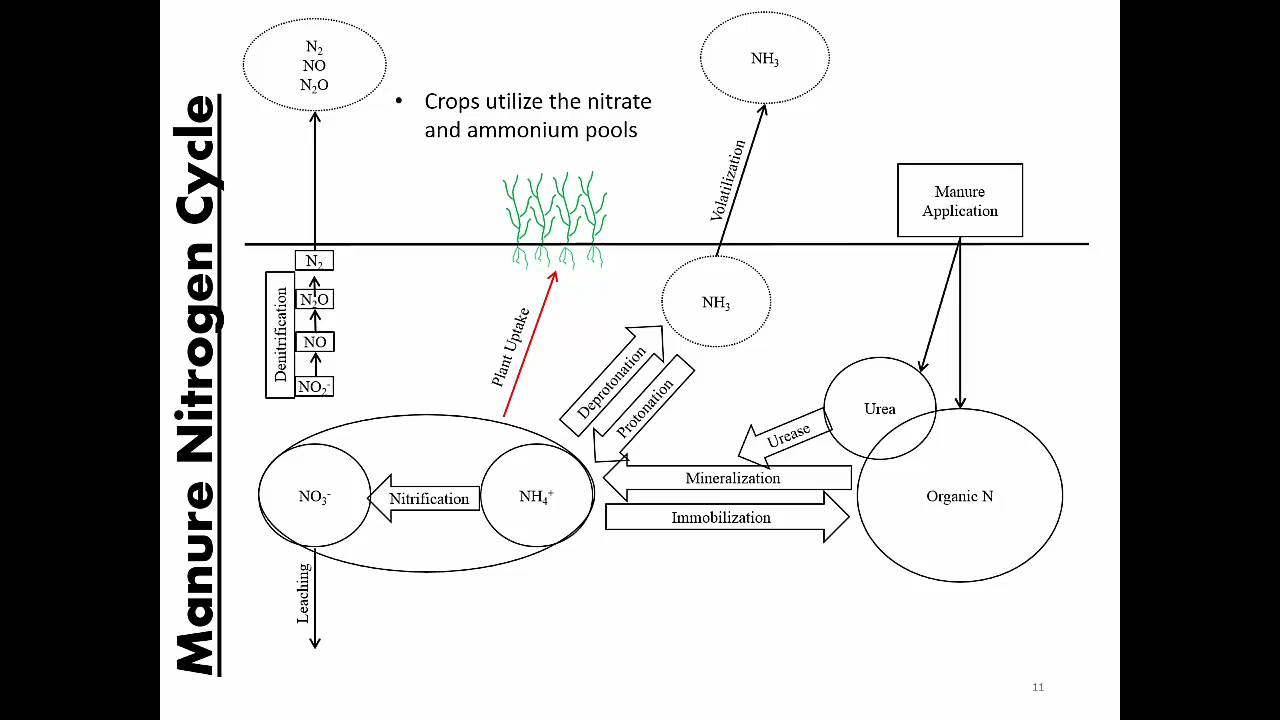 Manure Nitrogen Cycle
N₂
NO
N₂O
• Crops utilize the nitrate
and ammonium pools
NH₃
Volatilization
Manure
Application
N₂
N₂O
NO
NO₂⁻
Denitrification
Plant Uptake
NH₃
Deprotonation
Protonation
Urea
Urease
Mineralization
Immobilization
Organic N
NO₃⁻
Nitrification
NH₄⁺
Leaching
11